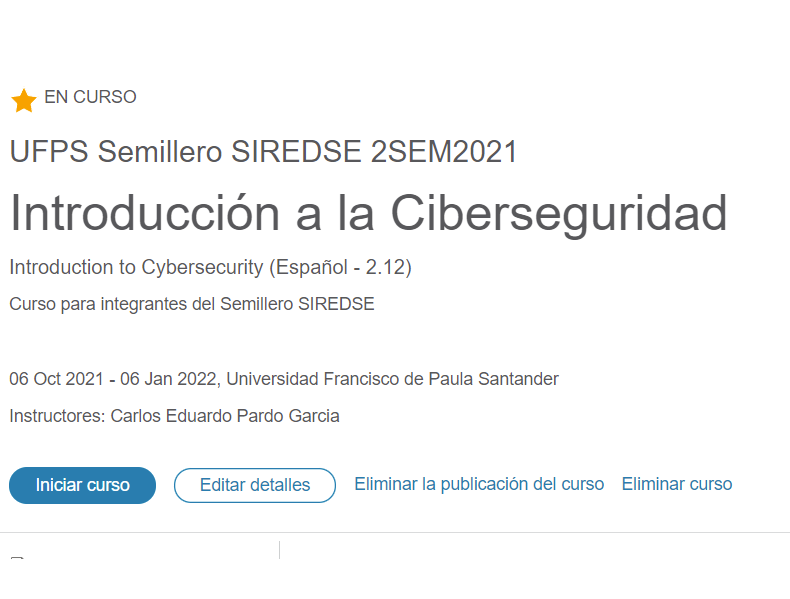 EN CURSO
UFPS Semillero SIREDSE 2SEM2021
Introducción a la Ciberseguridad
Introduction to Cybersecurity (Español - 2.12)
Curso para integrantes del Semillero SIREDSE
06 Oct 2021 - 06 Jan 2022, Universidad Francisco de Paula Santander
Instructores: Carlos Eduardo Pardo Garcia
Iniciar curso Editar detalles Eliminar la publicación del curso Eliminar curso